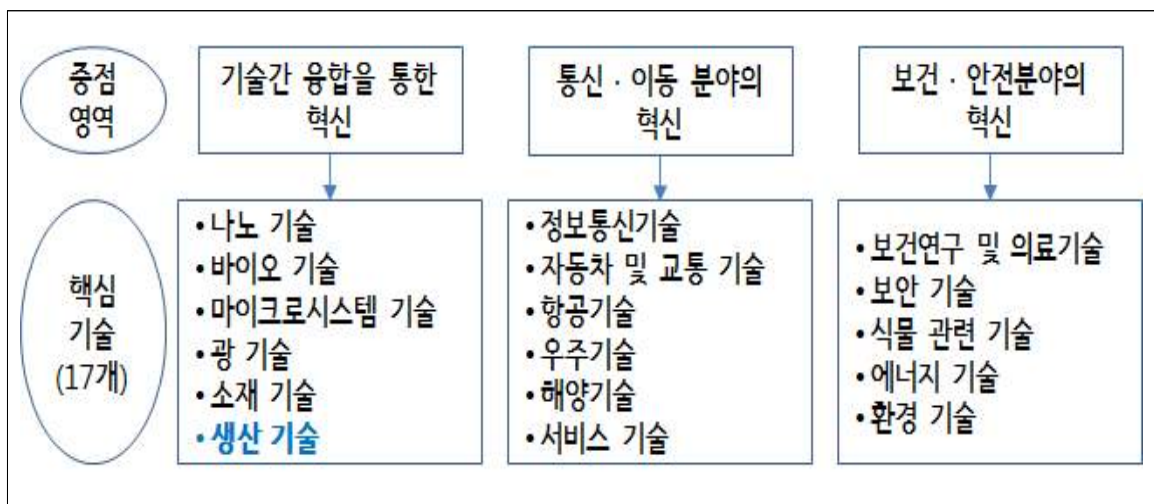 중점
영역
기술간 융합을 통한
혁신
통신 · 이동 분야의
혁신
보건 · 안전분야의
혁신
핵심
기술
(17개)
• 나노 기술
• 바이오 기술
• 마이크로시스템 기술
• 광 기술
• 소재 기술
• 생산 기술
• 정보통신기술
• 자동차 및 교통 기술
• 항공기술
• 우주기술
• 해양기술
• 서비스 기술
• 보건연구 및 의료기술
• 보안 기술
• 식물 관련 기술
• 에너지 기술
• 환경 기술